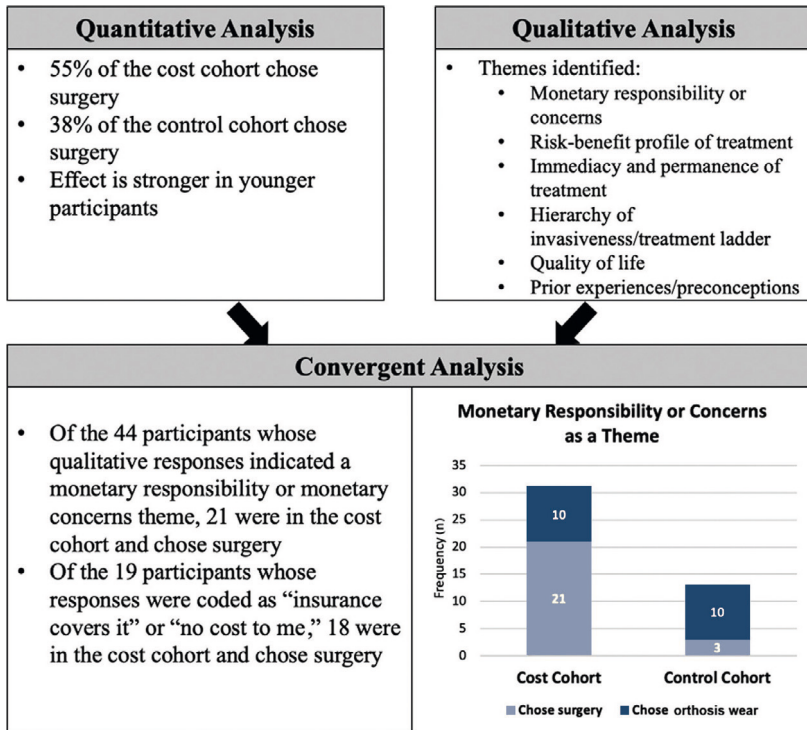 Quantitative Analysis
• 55% of the cost cohort chose
surgery
• 38% of the control cohort chose
surgery
• Effect is stronger in younger
participants
Qualitative Analysis
• Themes identified:
• Monetary responsibility or
concerns
• Risk-benefit profile of treatment
• Immediacy and permanence of
treatment
• Hierarchy of
invasiveness/treatment ladder
• Quality of life
• Prior experiences/preconceptions
Convergent Analysis
• Of the 44 participants whose
qualitative responses indicated a
monetary responsibility or monetary
concerns theme, 21 were in the cost
cohort and chose surgery
• Of the 19 participants whose
responses were coded as “insurance
covers it” or “no cost to me,” 18 were
in the cost cohort and chose surgery
Monetary Responsibility or Concerns
as a Theme
Frequency (n)
35
30
25
20
15
10
5
0
10
21
10
3
Cost Cohort Control Cohort
Chose surgery Chose orthosis wear